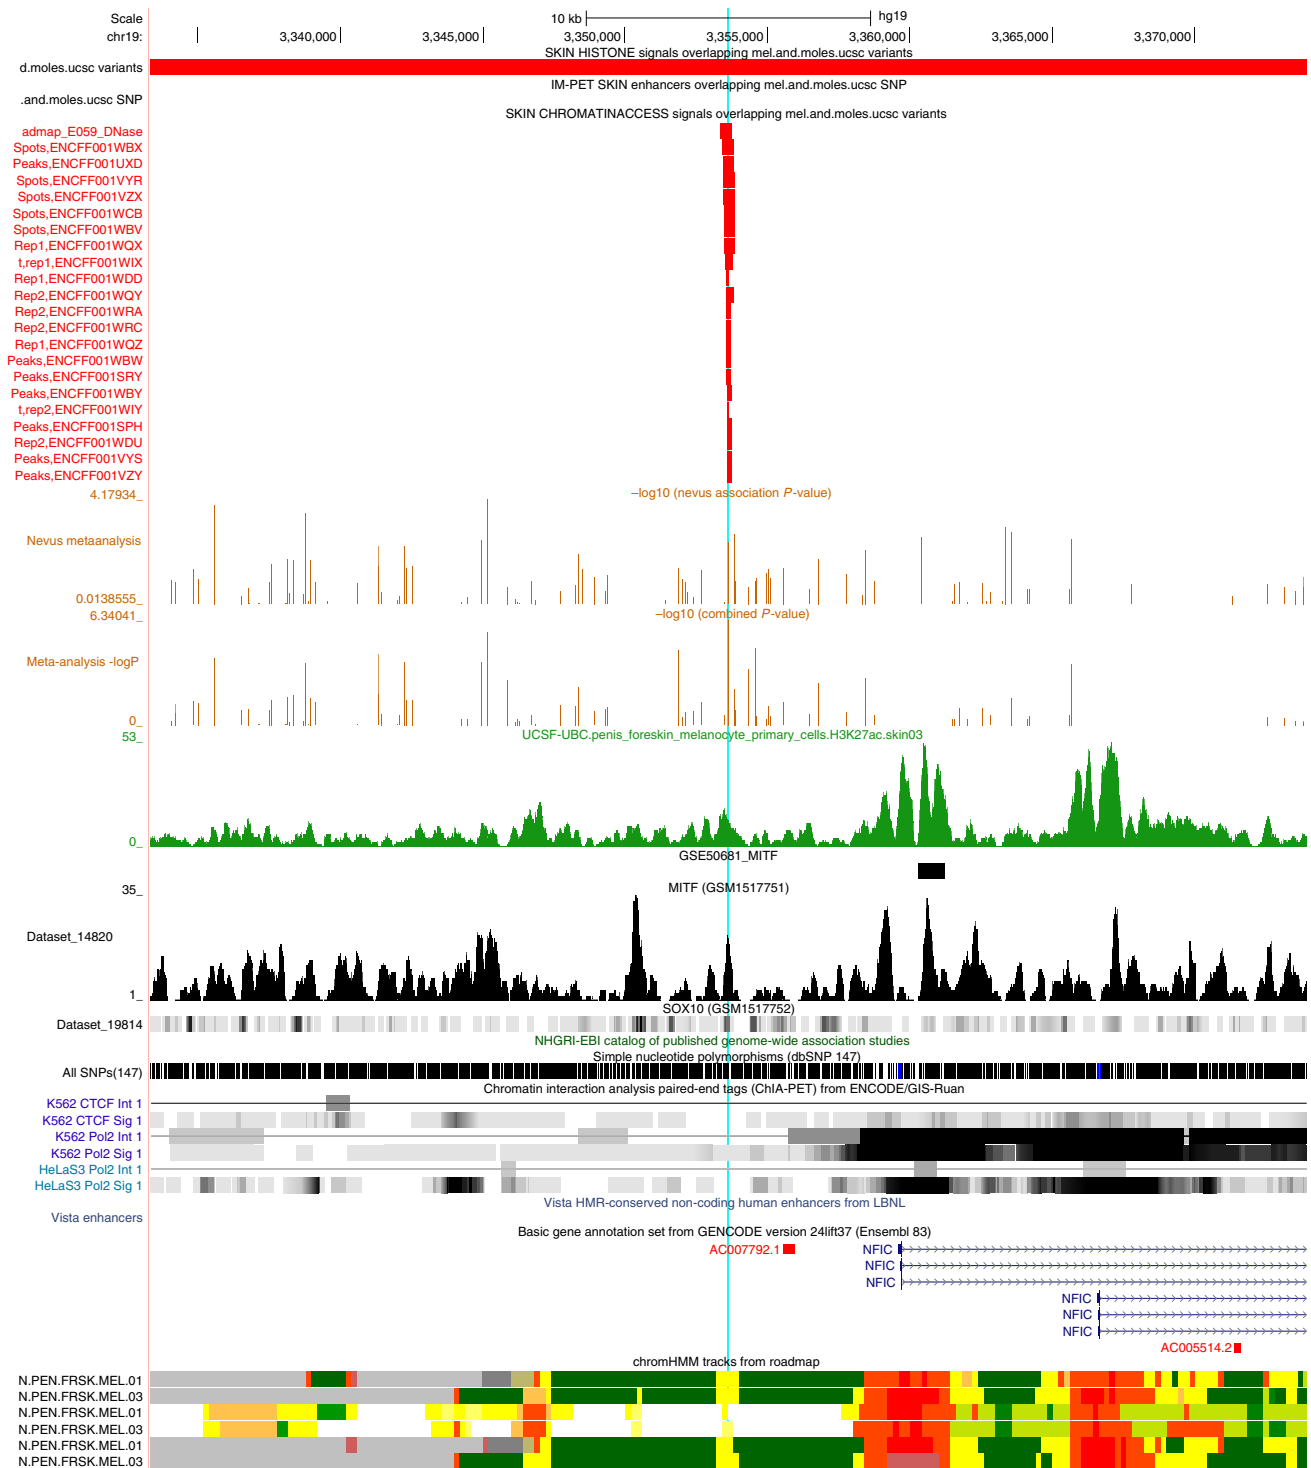 Scale 10 kb hg19
chr19: 3,340,000 3,345,000 3,350,000 3,355,000 3,360,000 3,365,000 3,370,000
SKIN HISTONE signals overlapping mel.and.moles.ucsc variants
d.moles.ucsc variants
IM-PET SKIN enhancers overlapping mel.and.moles.ucsc SNP
.and.moles.ucsc SNP
SKIN CHROMATINACCESS signals overlapping mel.and.moles.ucsc variants
admap_E059_DNase
Spots,ENCFF001WBX
Peaks,ENCFF001UXD
Spots,ENCFF001VYR
Spots,ENCFF001VZX
Spots,ENCFF001WCB
Spots,ENCFF001WBV
Rep1,ENCFF001WQX
t,rep1,ENCFF001WIX
Rep1,ENCFF001WDD
Rep2,ENCFF001WQY
Rep2,ENCFF001WRA
Rep2,ENCFF001WRC
Rep1,ENCFF001WQZ
Peaks,ENCFF001WBW
Peaks,ENCFF001SRY
Peaks,ENCFF001WBY
t,rep2,ENCFF001WIY
Peaks,ENCFF001SPH
Rep2,ENCFF001WDU
Peaks,ENCFF001VYS
Peaks,ENCFF001VZY
4.17934_ –log10 (nevus association P-value)
Nevus metaanalysis
0.0138555_
6.34041_ –log10 (combined P-value)
Meta-analysis -logP
0_
53_ UCSF-UBC.penis_foreskin_melanocyte_primary_cells.H3K27ac.skin03
0_
GSE50681_MITF
35_ MITF (GSM1517751)
Dataset_14820
1_
SOX10 (GSM1517752)
Dataset_19814
NHGRI-EBI catalog of published genome-wide association studies
Simple nucleotide polymorphisms (dbSNP 147)
All SNPs(147)
Chromatin interaction analysis paired-end tags (ChIA-PET) from ENCODE/GIS-Ruan
K562 CTCF Int 1
K562 CTCF Sig 1
K562 Pol2 Int 1
K562 Pol2 Sig 1
HeLaS3 Pol2 Int 1
HeLaS3 Pol2 Sig 1
Vista HMR-conserved non-coding human enhancers from LBNL
Vista enhancers
Basic gene annotation set from GENCODE version 24lift37 (Ensembl 83)
AC007792.1 NFIC
NFIC
NFIC
NFIC
NFIC
NFIC
AC005514.2
chromHMM tracks from roadmap
N.PEN.FRSK.MEL.01
N.PEN.FRSK.MEL.03
N.PEN.FRSK.MEL.01
N.PEN.FRSK.MEL.03
N.PEN.FRSK.MEL.01
N.PEN.FRSK.MEL.03